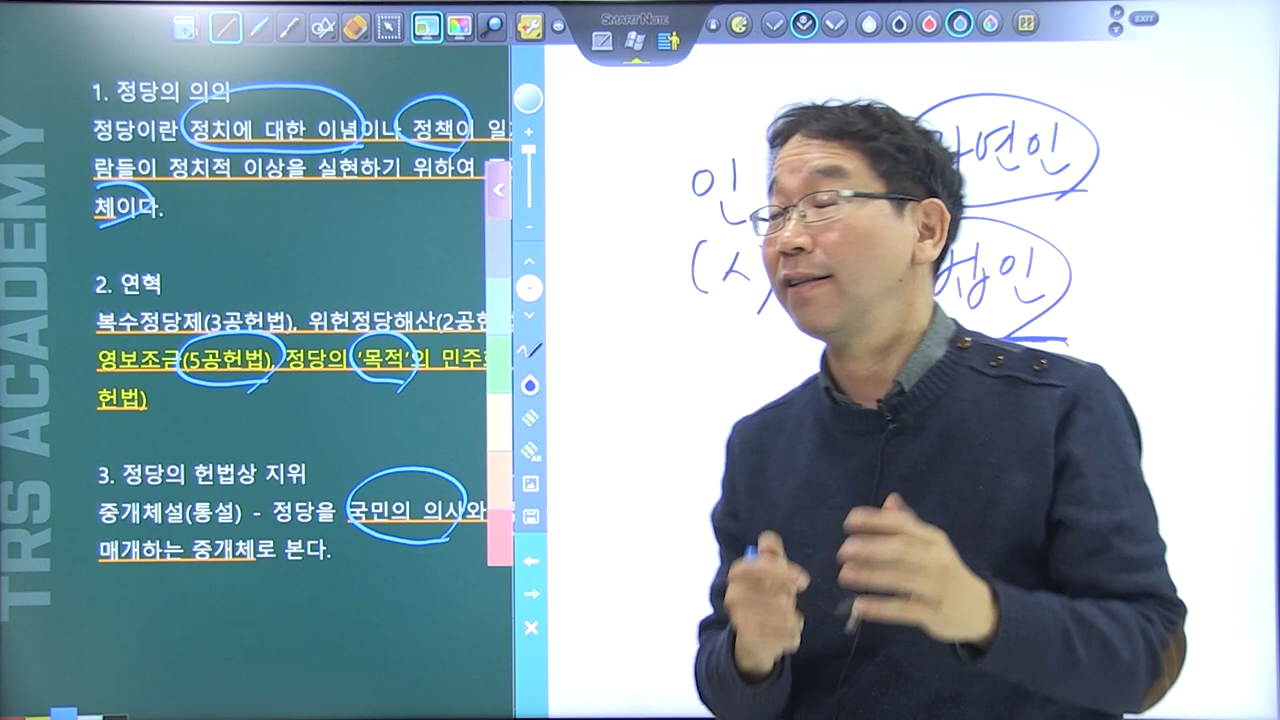 SMART NOTE
EXIT
1. 정당의 의의
정당이란 정치에 대한 이념이나 정책이
람들이 정치적 이상을 실현하기 위하여
체이다.
2. 연혁
복수정당제(3공헌법), 위헌정당해산(2공헌
영보조금(5공헌법), 정당의 '목적'의 민주
헌법)
3. 정당의 헌법상 지위
중개체설(통설) - 정당을 국민의 의사와
매개하는 중개체로 본다.
TRS ACADEMY
All
인
연인
(사
법인